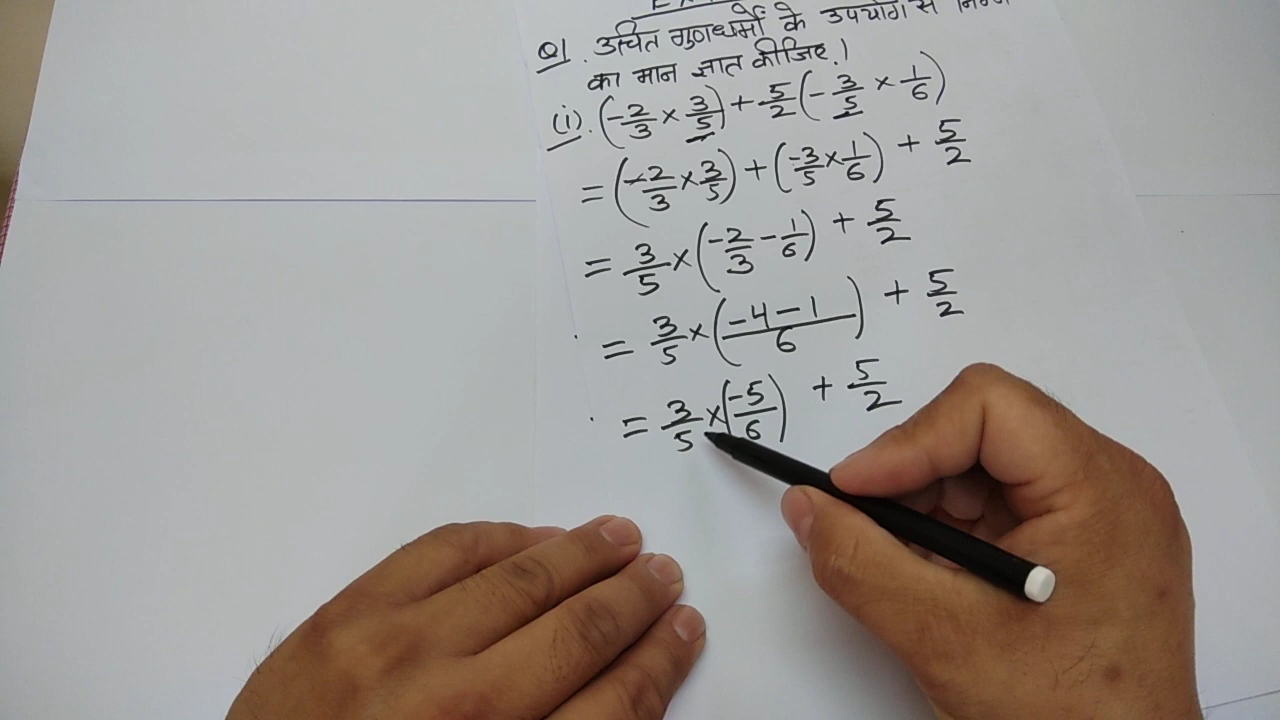 Q1. उचित गुणधर्मों के उपयोग से
का मान ज्ञात कीजिए।
(i). (-2/3 × 3/5) + 5/2 (-3/5 × 1/6)
= (-2/3 × 3/5) + (-3/5 × 1/6) + 5/2
= 3/5 × (-2/3 - 1/6) + 5/2
= 3/5 × (-4-1/6) + 5/2
= 3/5 × (-5/6) + 5/2